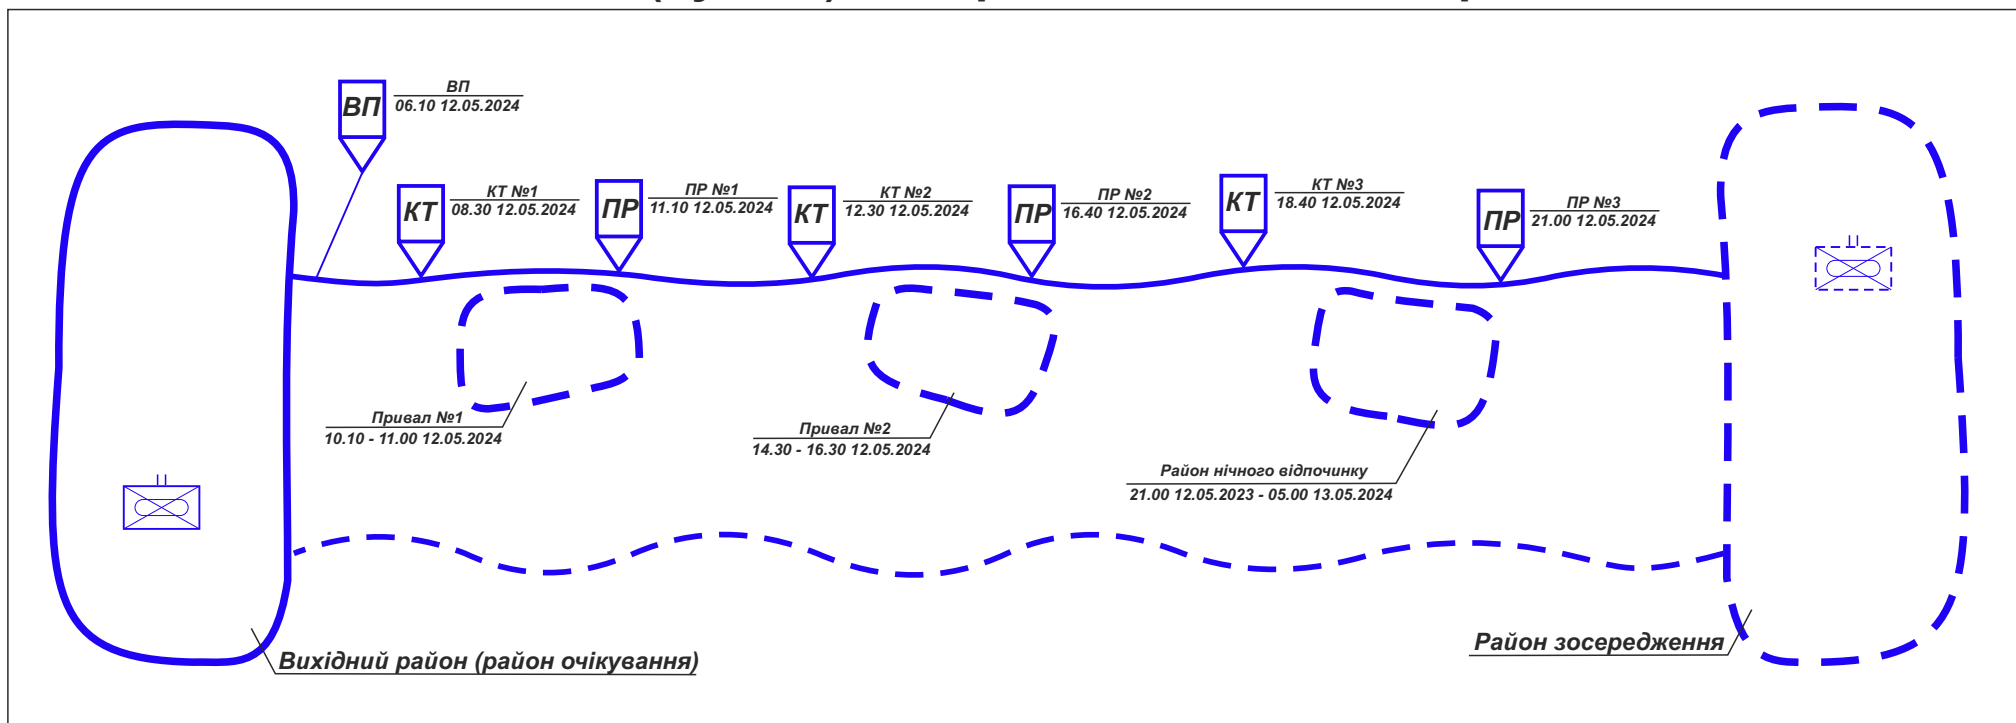 ВП
ВП
06.10 12.05.2024
КТ
КТ №1
08.30 12.05.2024
ПР
ПР №1
11.10 12.05.2024
КТ
КТ №2
12.30 12.05.2024
ПР
ПР №2
16.40 12.05.2024
КТ
КТ №3
18.40 12.05.2024
ПР
ПР №3
21.00 12.05.2024
Привал №1
10.10 - 11.00 12.05.2024
Привал №2
14.30 - 16.30 12.05.2024
Район нічного відпочинку
21.00 12.05.2023 - 05.00 13.05.2024
Вихідний район (район очікування)
Район зосередження